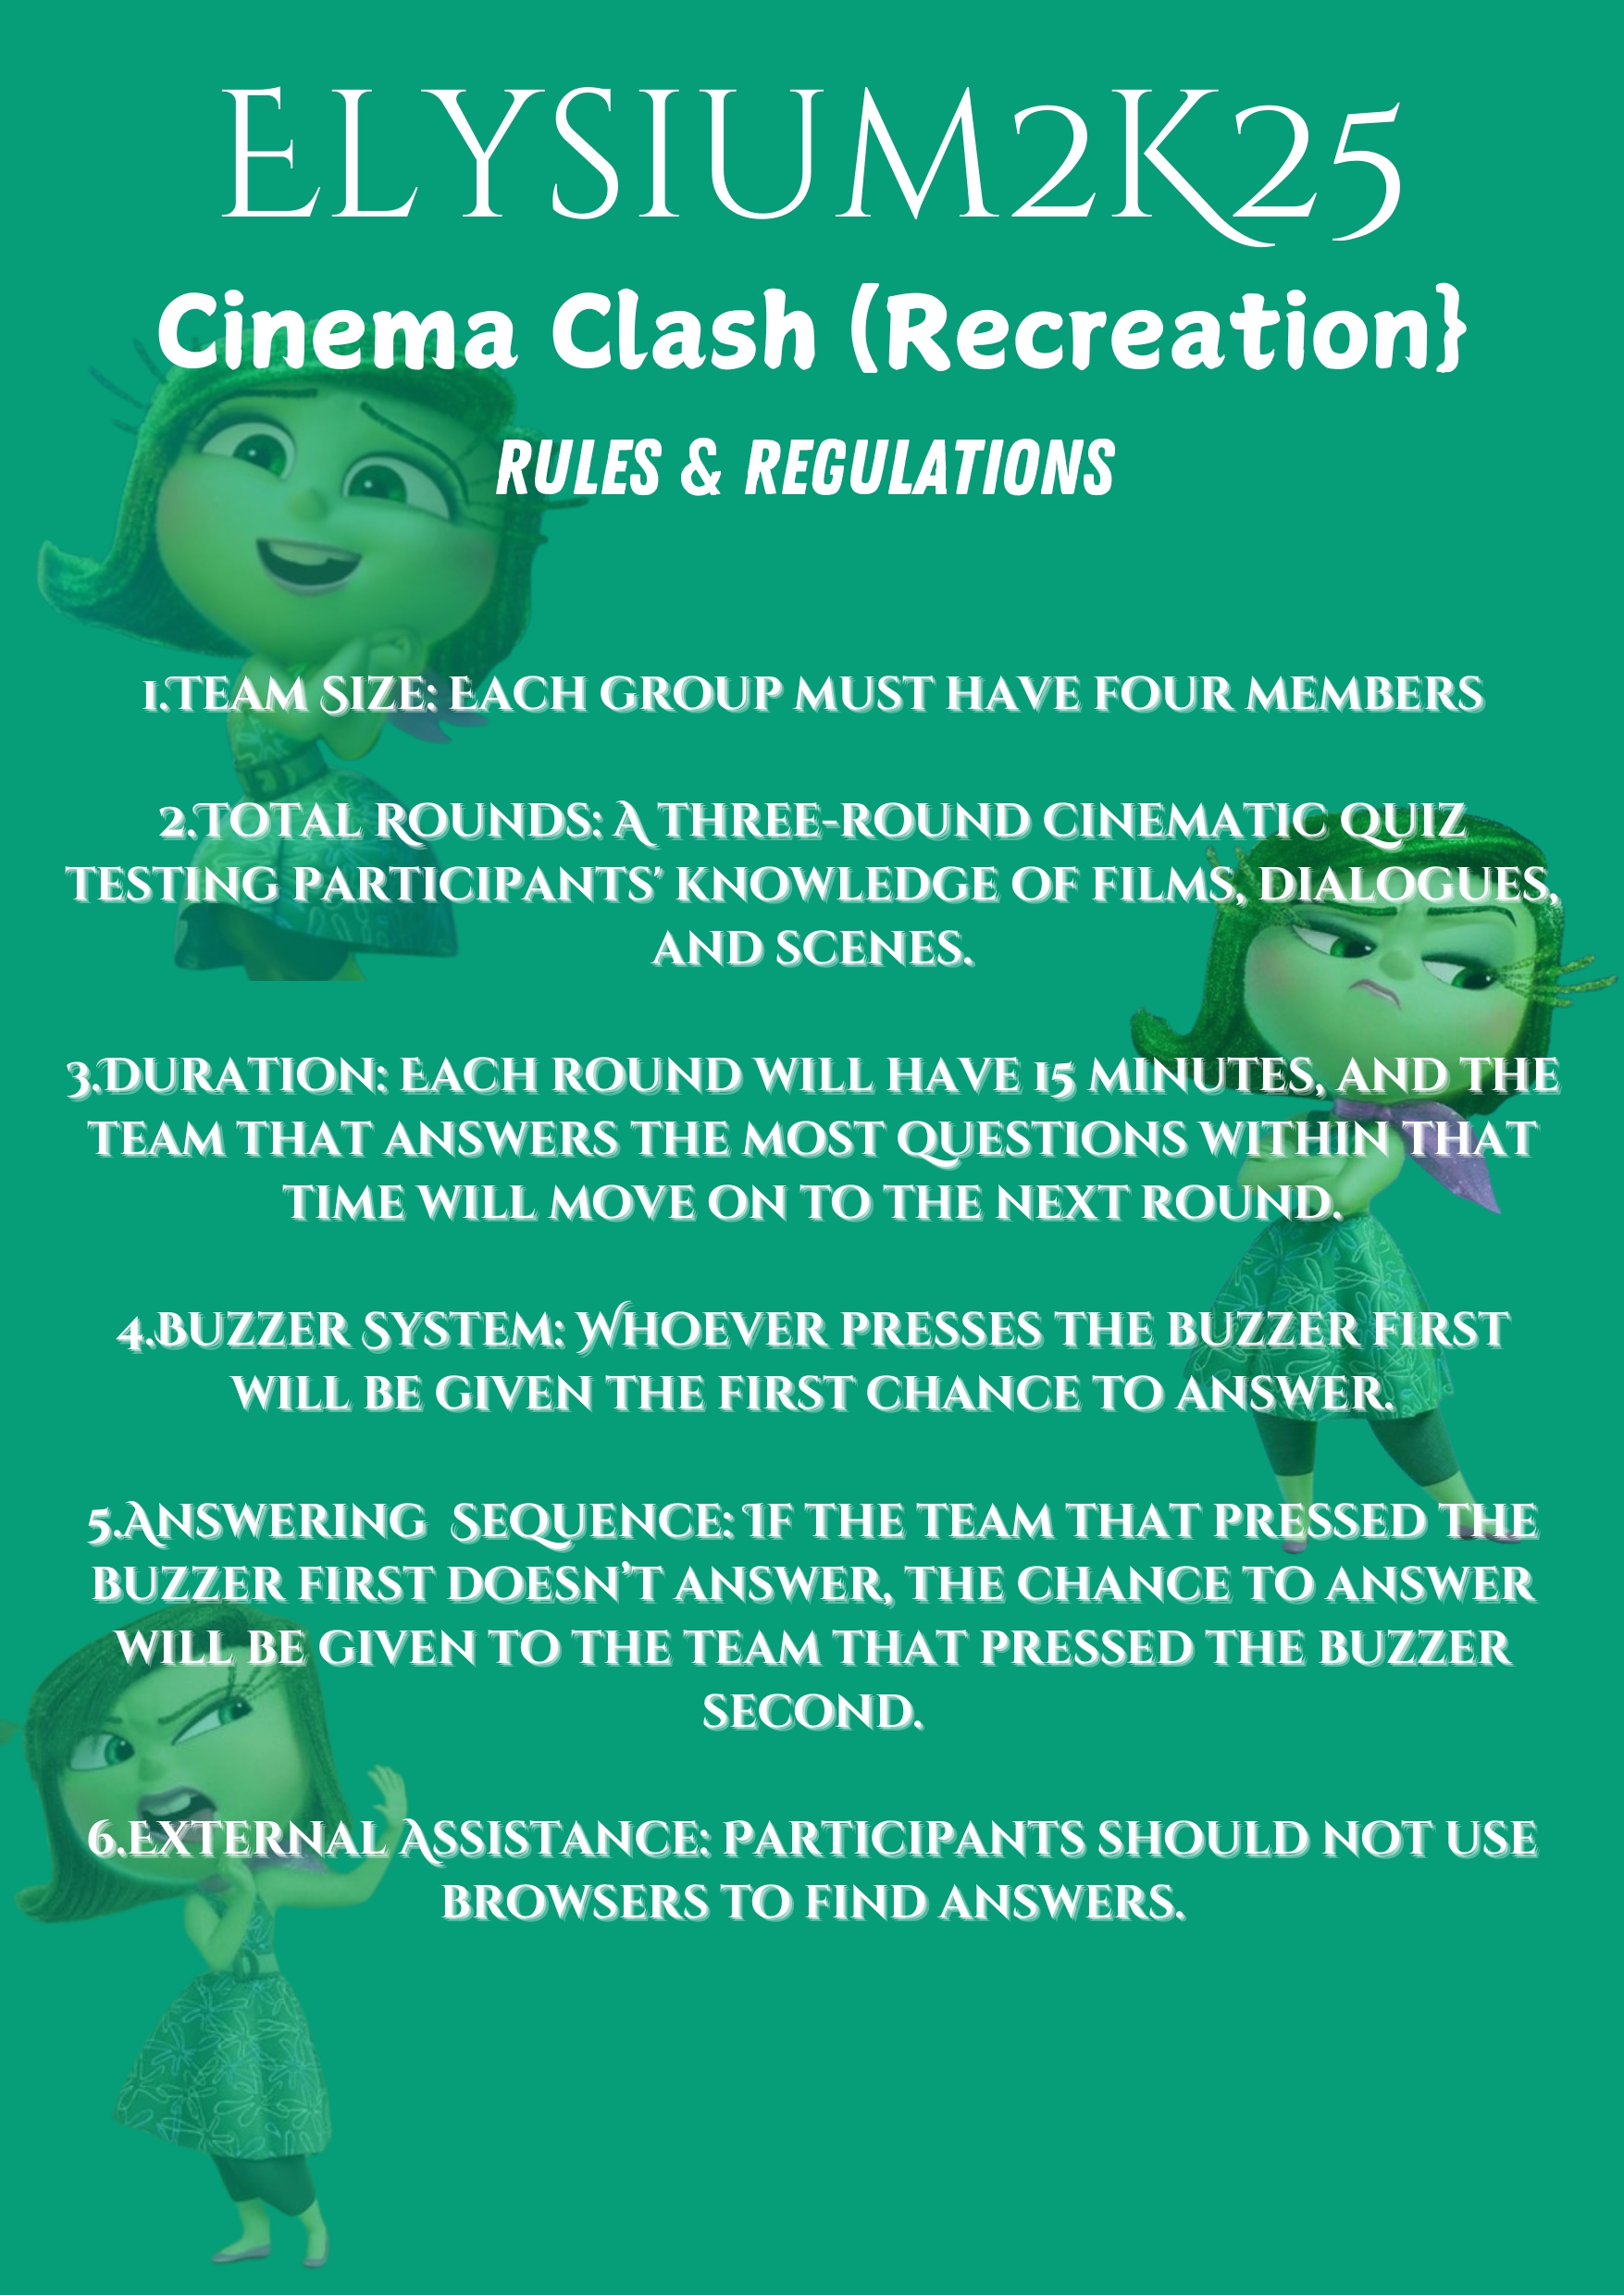 ELYSIUM2K25
Cinema Clash (Recreation}
RULES & REGULATIONS
1.Team Size: Each group must have four members
2.Total Rounds: A three-round cinematic quiz
testing participants' knowledge of films, dialogues,
and scenes.
3.Duration: Each round will have 15 minutes, and the
team that answers the most questions within that
time will move on to the next round.
4.Buzzer System: Whoever presses the buzzer first
will be given the first chance to answer.
5.Answering  Sequence: If the team that pressed the
buzzer first doesn't answer, the chance to answer
will be given to the team that pressed the buzzer
second.
6.External Assistance: Participants should not use
browsers to find answers.